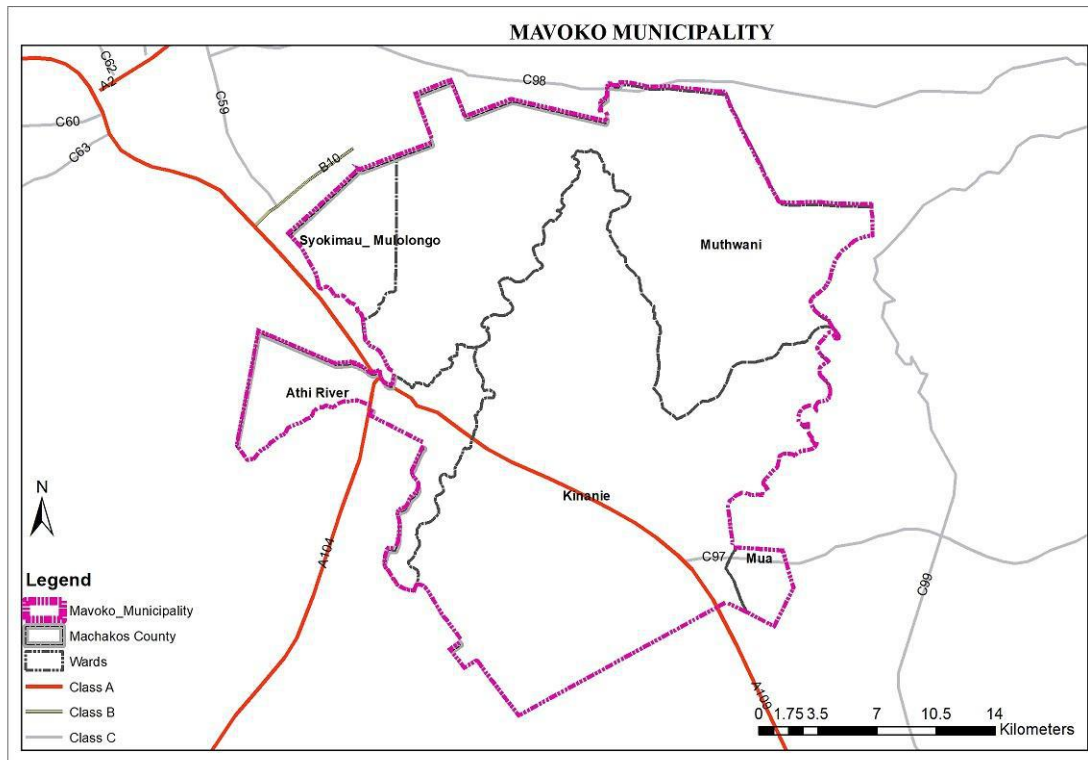 MAVOKO MUNICIPALITY
C62
A2
C98
C59
C60
C63
B10
Syokimau_ Mulolongo
Muthwani
Athi River
N
Kinanie
A104
C97
Mua
C99
A109
Legend
Mavoko_Municipality
Machakos County
Wards
Class A
Class B
Class C
0 1.75 3.5 7 10.5 14
Kilometers